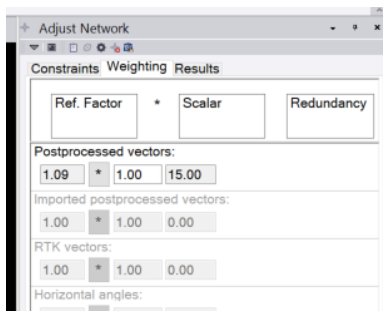 Adjust Network
Constraints Weighting Results
Ref. Factor * Scalar Redundancy
Postprocessed vectors:
1.09 * 1.00 15.00
Imported postprocessed vectors:
1.00 * 1.00 0.00
RTK vectors:
1.00 * 1.00 0.00
Horizontal angles: